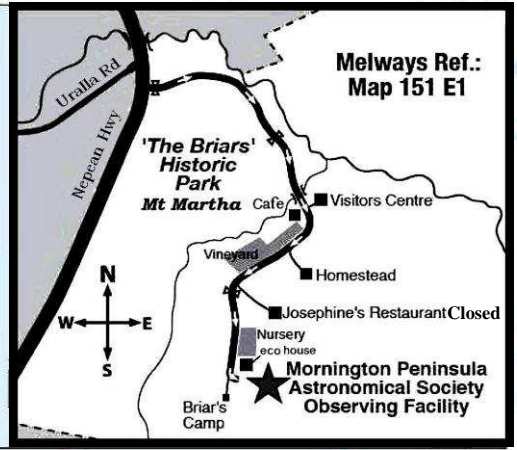 Melways Ref.:
Map 151 E1
Uralla Rd
Nepean Hwy
'The Briars'
Historic
Park
Mt Martha
Cafe
Visitors Centre
Vineyard
Homestead
N
W E
S
Josephine's Restaurant Closed
Nursery
eco house
Mornington Peninsula
Astronomical Society
Observing Facility
Briar's
Camp